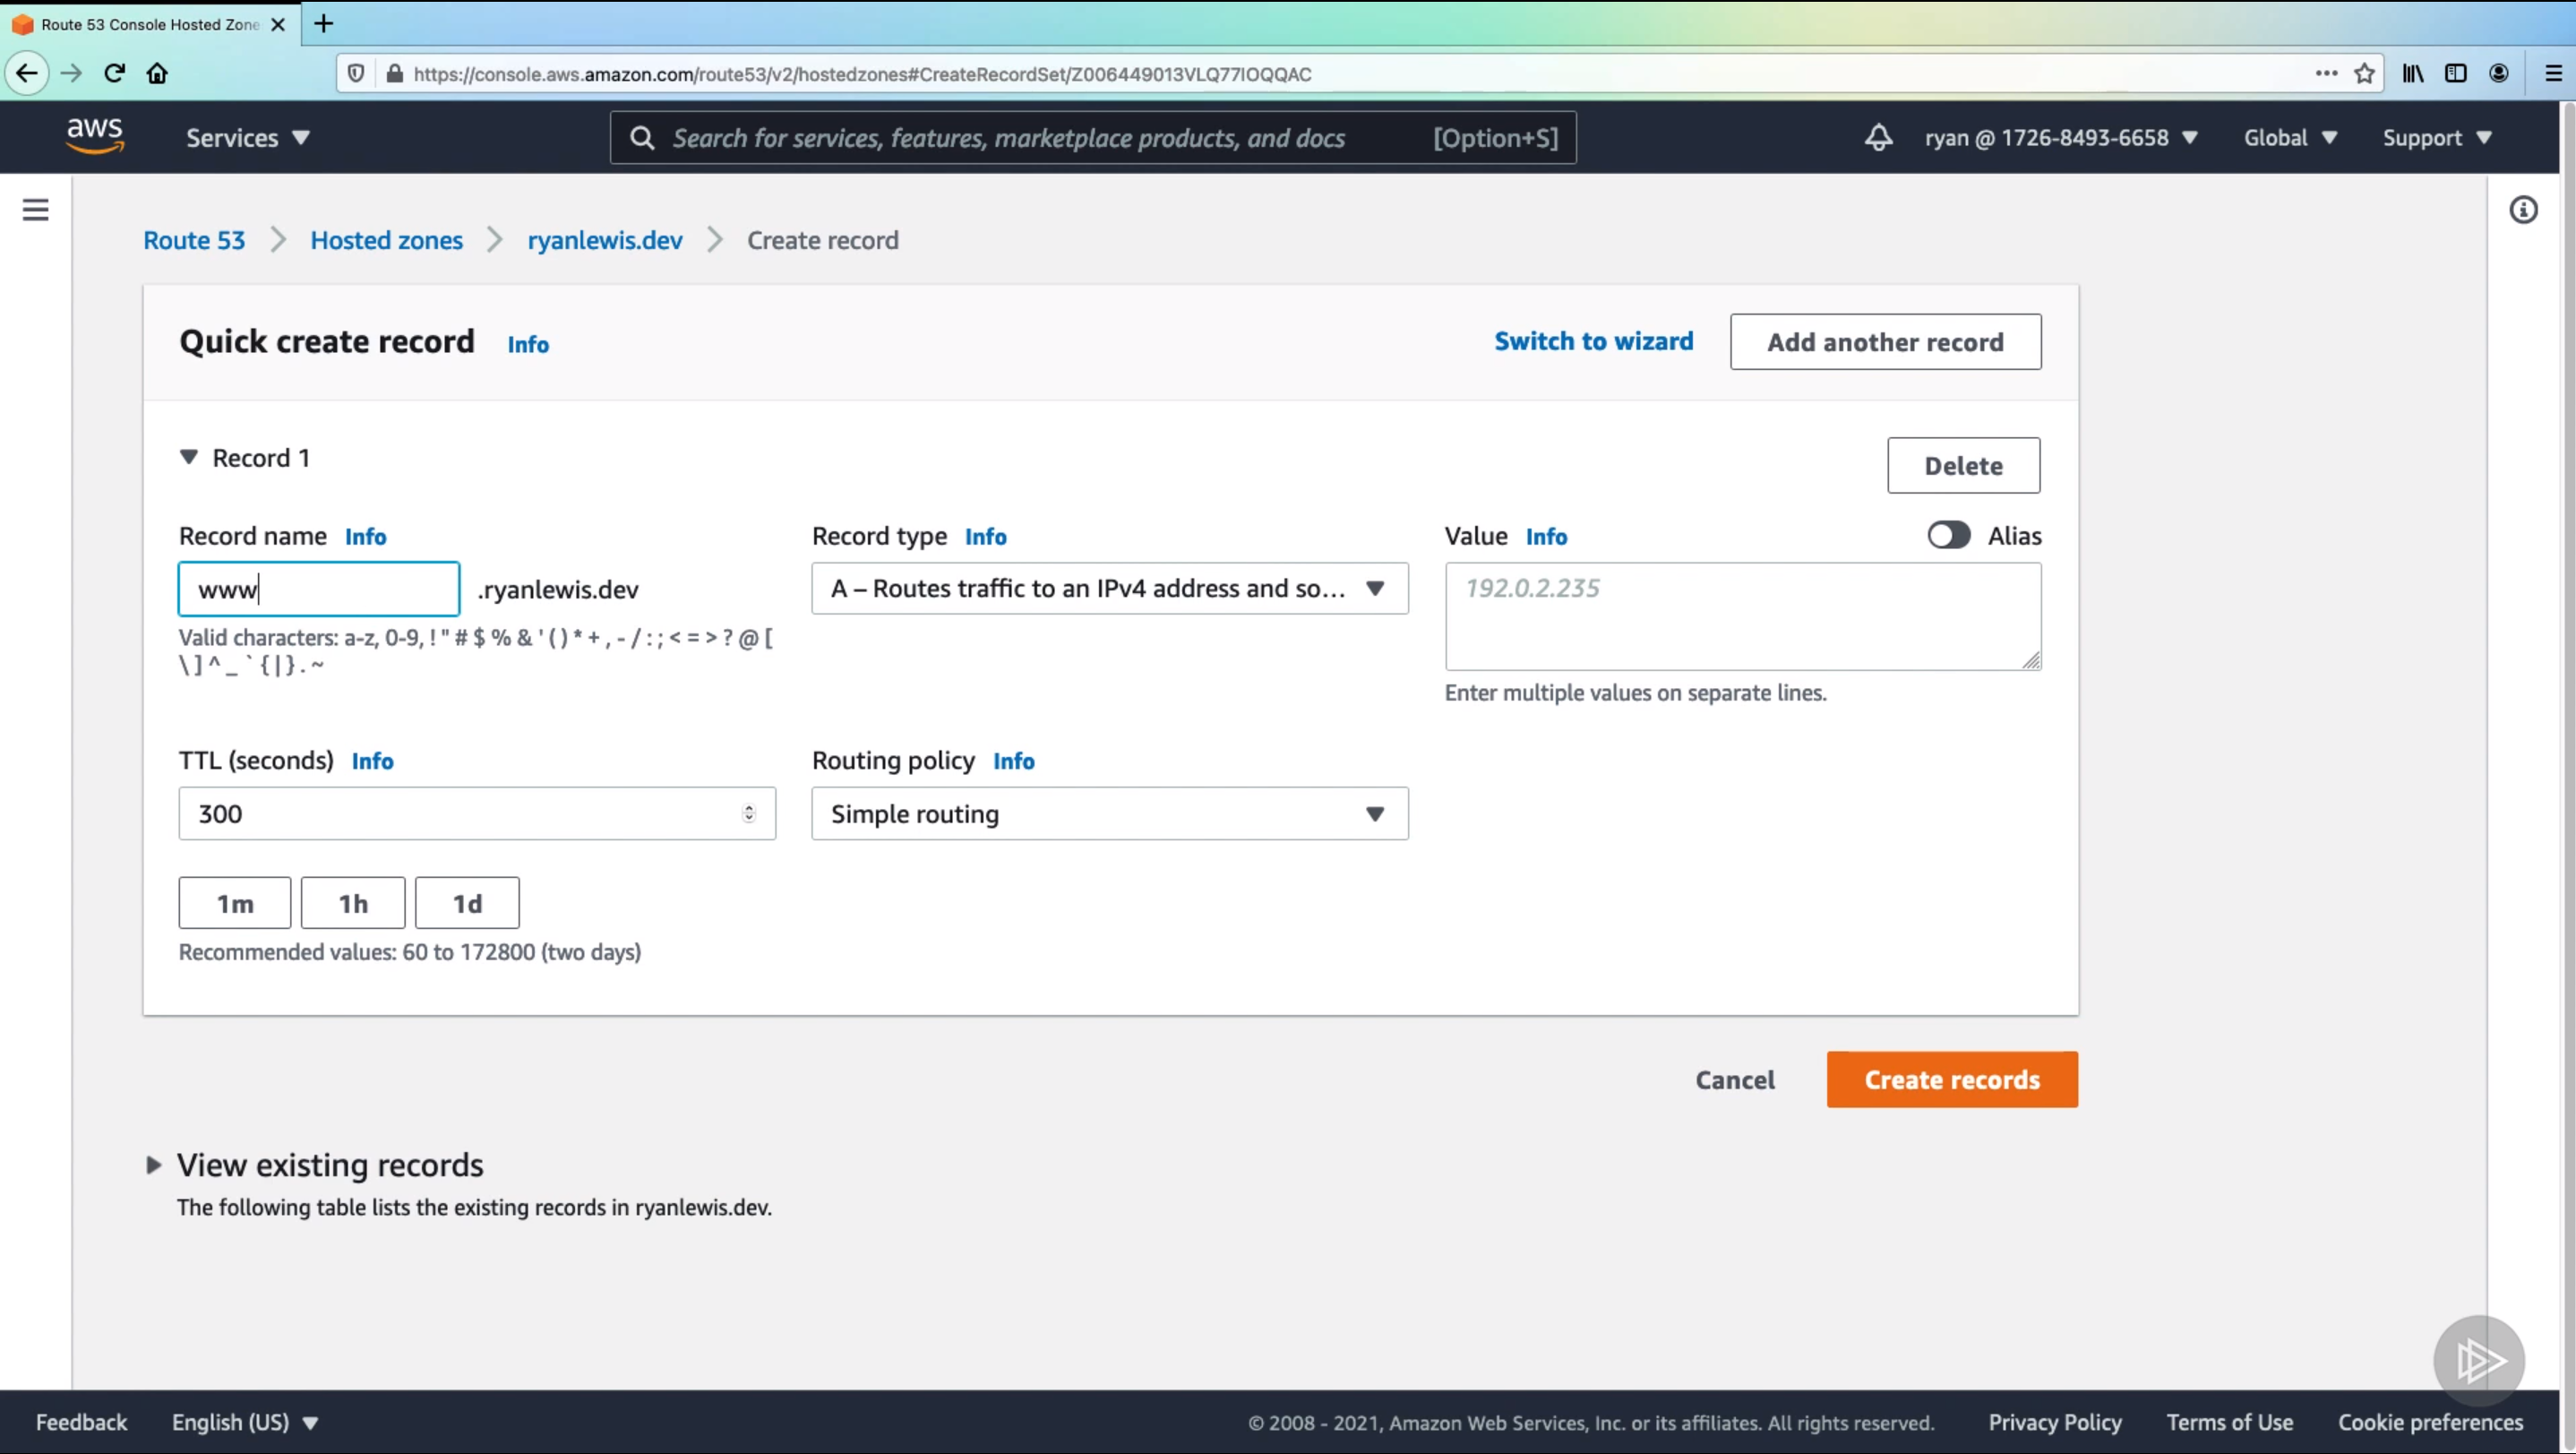 Route 53 Console Hosted Zone
https://console.aws.amazon.com/route53/v2/hostedzones#CreateRecordSet/Z006449013VLQ77IOQQAC
aws
Services
Search for services, features, marketplace products, and docs [Option+S]
ryan @ 1726-8493-6658
Global
Support
Route 53 > Hosted zones > ryanlewis.dev > Create record
Quick create record Info
Switch to wizard
Add another record
Record 1
Delete
Record name Info
www .ryanlewis.dev
Valid characters: a-z, 0-9, ! " # $ % & ' ( ) * + , - / : ; < = > ? @ [
\ ] ^ _ ` { | } . ~
Record type Info
A – Routes traffic to an IPv4 address and so...
Value Info
Alias
192.0.2.235
Enter multiple values on separate lines.
TTL (seconds) Info
300
1m 1h 1d
Recommended values: 60 to 172800 (two days)
Routing policy Info
Simple routing
Cancel
Create records
View existing records
The following table lists the existing records in ryanlewis.dev.
Feedback
English (US)
© 2008 - 2021, Amazon Web Services, Inc. or its affiliates. All rights reserved.
Privacy Policy
Terms of Use
Cookie preferences